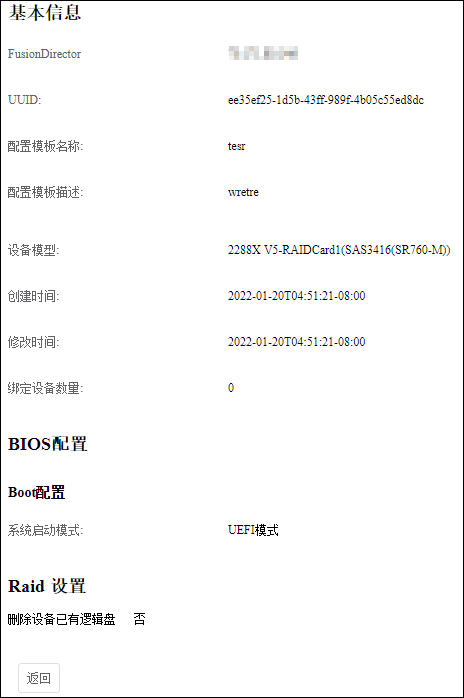 基本信息
FusionDirector
UUID: ee35ef25-1d5b-43ff-989f-4b05c55ed8dc
配置模板名称: tesr
配置模板描述: wretre
设备模型: 2288X V5-RAIDCard1(SAS3416(SR760-M))
创建时间: 2022-01-20T04:51:21-08:00
修改时间: 2022-01-20T04:51:21-08:00
绑定设备数量: 0
BIOS配置
Boot配置
系统启动模式: UEFI模式
Raid 设置
删除设备已有逻辑盘 否
返回